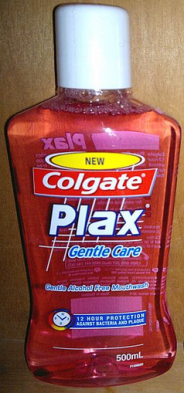 NEW
Colgate®
Plax®
Gentle Care
Gentle Alcohol Free Mouthwash
12 HOUR PROTECTION
AGAINST BACTERIA AND PLAQUE
500mL